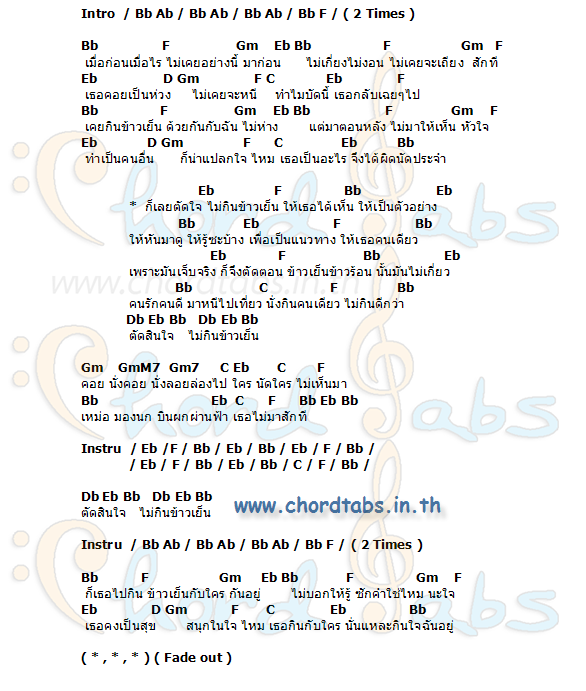 Intro / Bb Ab / Bb Ab / Bb Ab / Bb F / ( 2 Times )
Bb F Gm Eb Bb F Gm F
เมื่อก่อนเมื่อไร ไม่เคยอย่างนี้ มาก่อน ไม่เกี่ยงไม่งอน ไม่เคยจะเถียง สักที
Eb D Gm F C Eb F
เธอคอยเป็นห่วง ไม่เคยจะหนี ทำไมบัดนี้ เธอกลับเฉยๆไป
Bb F Gm Eb Bb F Gm F
เคยกินข้าวเย็น ด้วยกันกับฉัน ไม่ห่าง แต่มาตอนหลัง ไม่มาให้เห็น หัวใจ
Eb D Gm F C Eb Bb
ทำเป็นคนอื่น ก็น่าแปลกใจ ไหม เธอเป็นอะไร จึงได้ผิดนัดประจำ
Eb F Bb Eb
* ก็เลยตัดใจ ไม่กินข้าวเย็น ให้เธอได้เห็น ให้เป็นตัวอย่าง
Bb Eb F Bb
ให้หันมาดู ให้รู้ซะบ้าง เพื่อเป็นแนวทาง ให้เธอคนเดียว
Eb F Bb Eb
เพราะมันเจ็บจริง ก็จึงตัดตอน ข้าวเย็นข้าวร้อน นั้นมันไม่เกี่ยว
Bb C F Bb
คนรักคนดี มาหนีไปเที่ยว นั่งกินคนเดียว ไม่กินดีกว่า
Db Eb Bb Db Eb Bb
ตัดสินใจ ไม่กินข้าวเย็น
Gm GmM7 Gm7 C Eb C F
คอย นั่งคอย นั่งลอยล่องไป ใคร นัดใคร ไม่เห็นมา
Bb Eb C F Bb Eb Bb
เหม่อ มองนก บินผกผ่านฟ้า เธอไม่มาสักที
Instru / Eb /F / Bb / Eb / Bb / Eb / F / Bb /
/ Eb / F / Bb / Eb / Bb / C / F / Bb /
Db Eb Bb Db Eb Bb
ตัดสินใจ ไม่กินข้าวเย็น
www.chordtabs.in.th
Instru / Bb Ab / Bb Ab / Bb Ab / Bb F / ( 2 Times )
Bb F Gm Eb Bb F Gm F
ก็เธอไปกิน ข้าวเย็นกับใคร กันอยู่ ไม่บอกให้รู้ ซักคำใช่ไหม นะใจ
Eb D Gm F C Eb Bb
เธอคงเป็นสุข สนุกในใจ ไหม เธอกินกับใคร นั่นแหละกินใจฉันอยู่
( * , * , * ) ( Fade out )